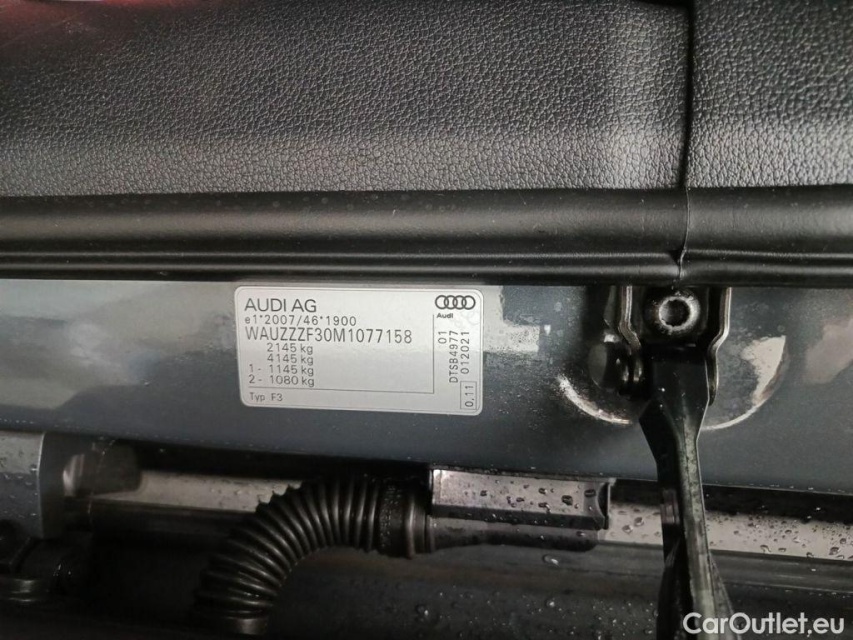 AUDI AG
e1*2007/46*1900
WAUZZZF30M1077158
2145 kg
4145 kg
1 - 1145 kg
2 - 1080 kg
Typ F3
Audi
01
DTSB4977
012021
0,11
CarOutlet.eu